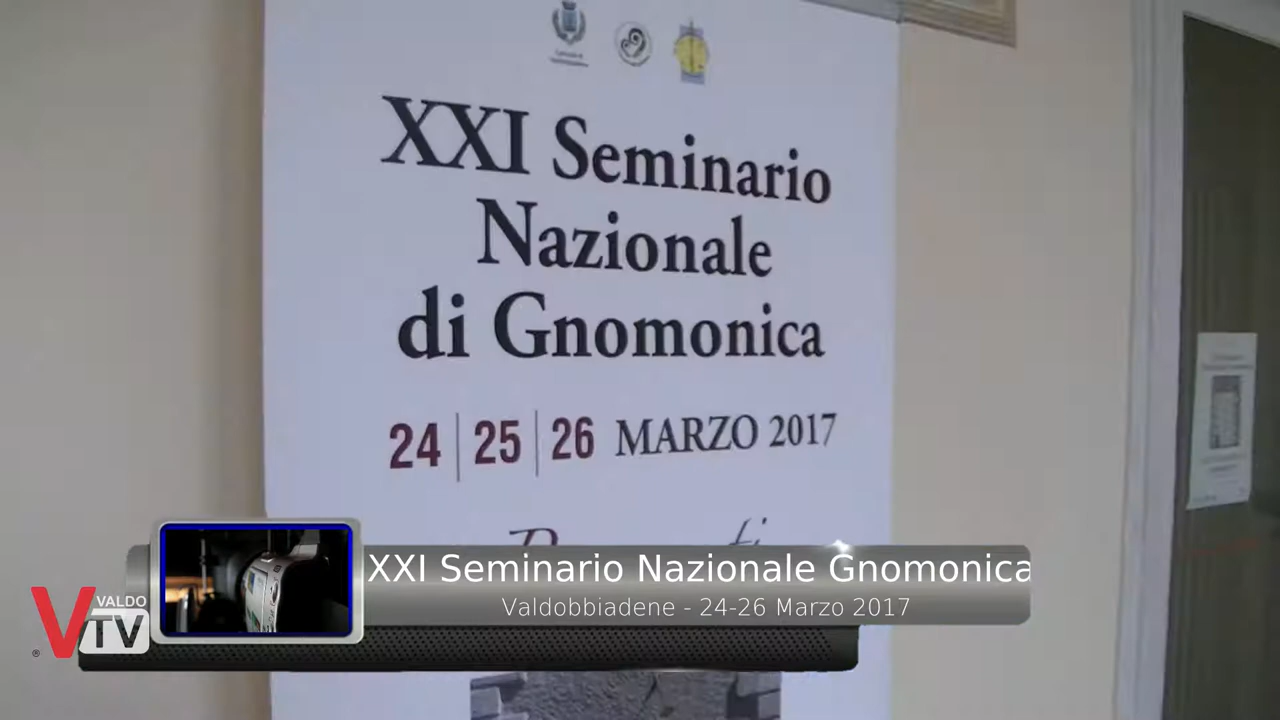 XXI Seminario
Nazionale
di Gnomonica
24 | 25 | 26 MARZO 2017
XXI Seminario Nazionale Gnomonica
Valdobbiadene - 24-26 Marzo 2017
VALDO
VTV
®